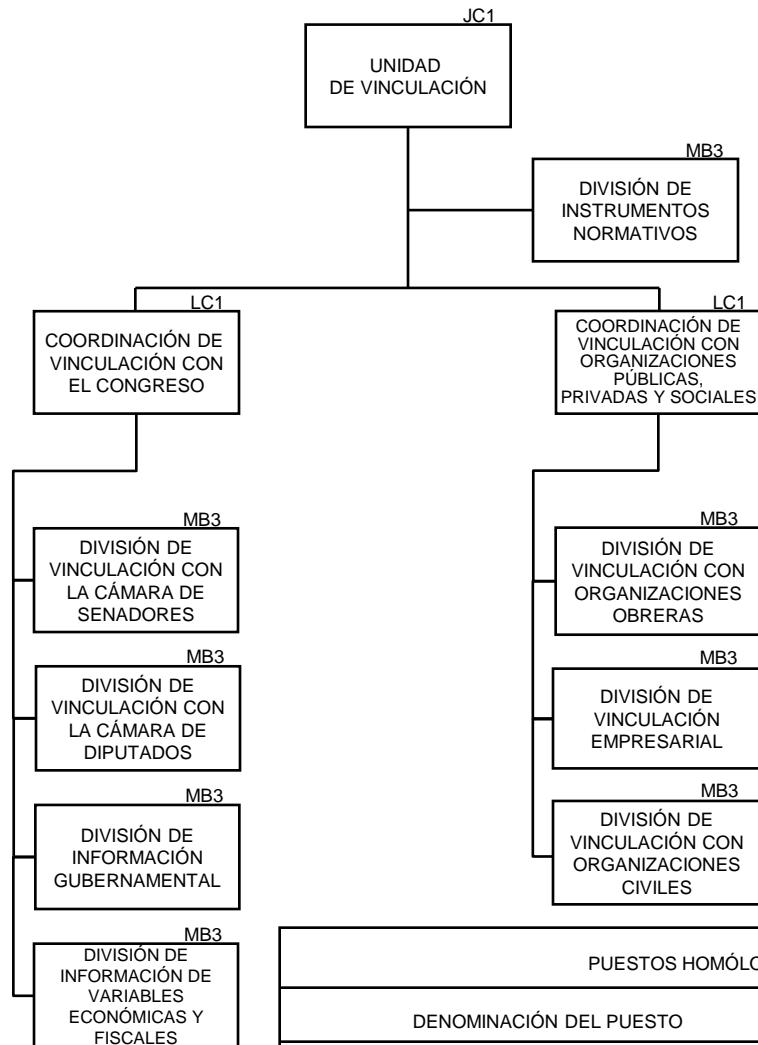 JC1
UNIDAD
DE VINCULACIÓN
MB3
DIVISIÓN DE
INSTRUMENTOS
NORMATIVOS
LC1
COORDINACIÓN DE
VINCULACIÓN CON
EL CONGRESO
LC1
COORDINACIÓN DE
VINCULACIÓN CON
ORGANIZACIONES
PÚBLICAS,
PRIVADAS Y SOCIALES
MB3
DIVISIÓN DE
VINCULACIÓN CON
LA CÁMARA DE
SENADORES
MB3
DIVISIÓN DE
VINCULACIÓN CON
LA CÁMARA DE
DIPUTADOS
MB3
DIVISIÓN DE
INFORMACIÓN
GUBERNAMENTAL
MB3
DIVISIÓN DE
INFORMACIÓN DE
VARIABLES
ECONÓMICAS Y
FISCALES
MB3
DIVISIÓN DE
VINCULACIÓN CON
ORGANIZACIONES
OBRERAS
MB3
DIVISIÓN DE
VINCULACIÓN
EMPRESARIAL
MB3
DIVISIÓN DE
VINCULACIÓN CON
ORGANIZACIONES
CIVILES
PUESTOS HOMÓLO
DENOMINACIÓN DEL PUESTO